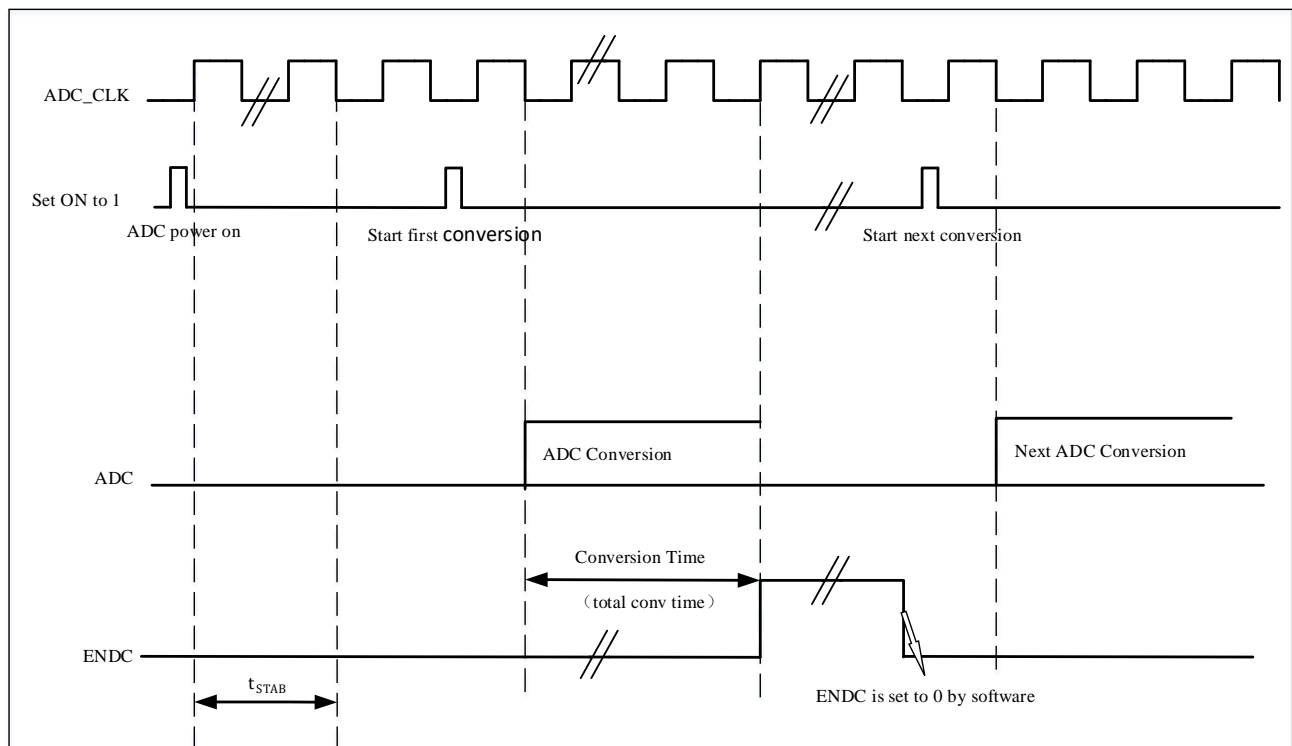 ADC_CLK
Set ON to 1
ADC power on
Start first conversion
Start next conversion
ADC Conversion
Next ADC Conversion
ADC
Conversion Time
（total conv time）
ENDC
tSTAB
ENDC is set to 0 by software